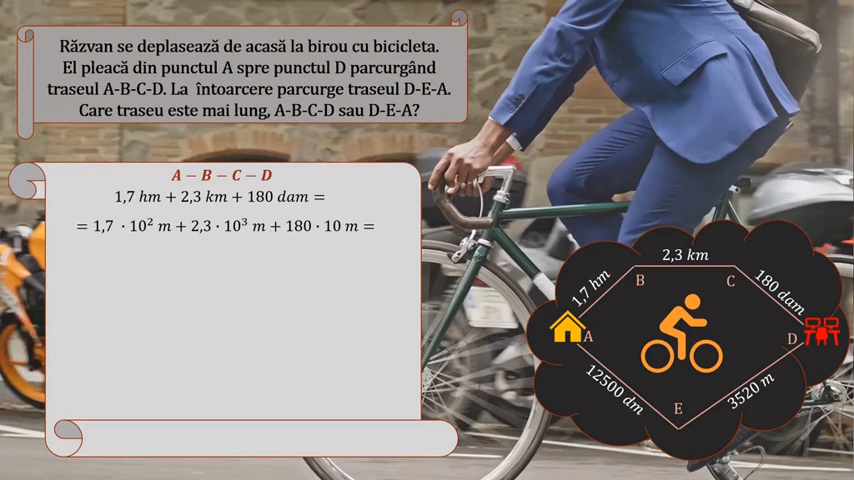 Răzvan se deplasează de acasă la birou cu bicicleta.
El pleacă din punctul A spre punctul D parcurgând
traseul A-B-C-D. La întoarcere parcurge traseul D-E-A.
Care traseu este mai lung, A-B-C-D sau D-E-A?
A − B − C − D
1,7 hm + 2,3 km + 180 dam =
= 1,7 · 10² m + 2,3 · 10³ m + 180 · 10 m =
2,3 km
1,7 hm
180 dam
B
C
A
D
12500 dm
3520 m
E